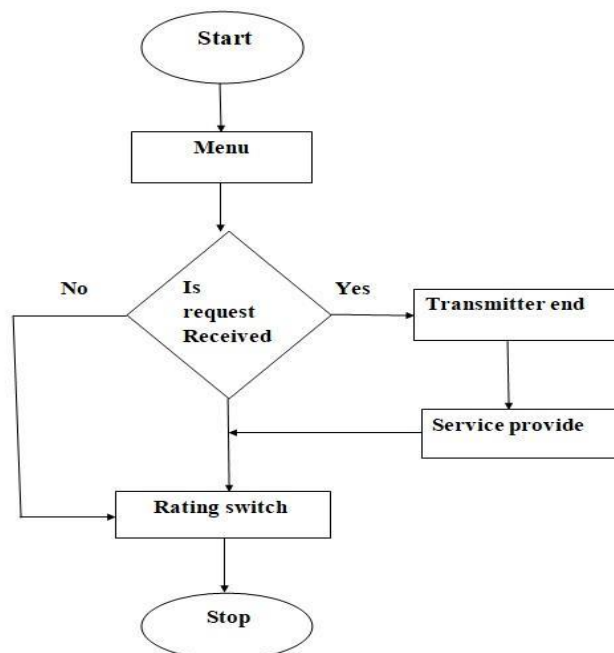 Start
Menu
No
Is
request
Received
Yes
Transmitter end
Service provide
Rating switch
Stop